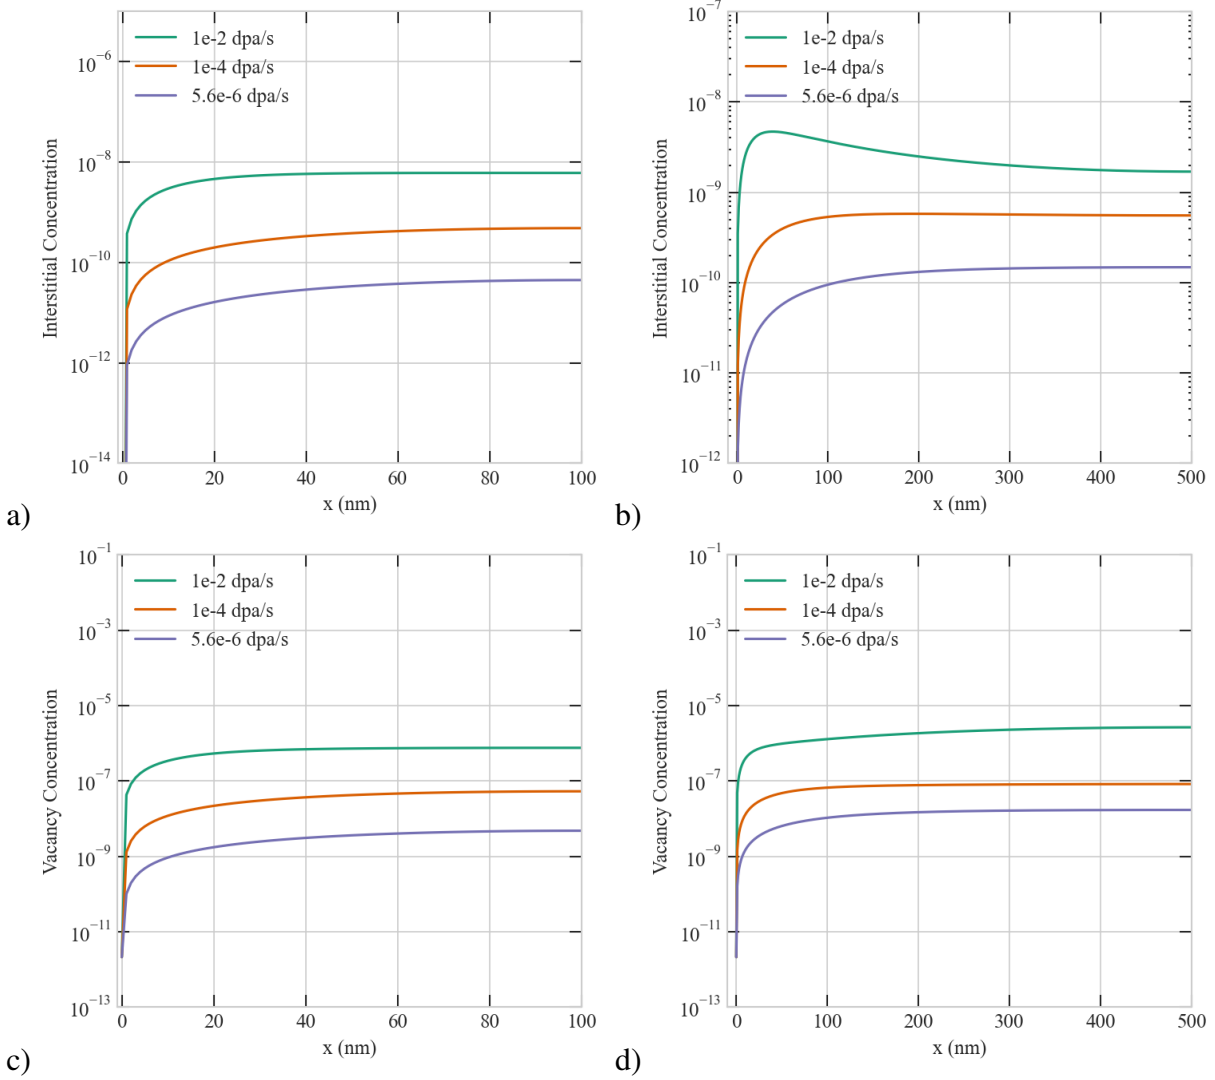 1e-2 dpa/s
1e-4 dpa/s
5.6e-6 dpa/s
Interstitial Concentration
10⁻⁶
10⁻⁸
10⁻¹⁰
10⁻¹²
10⁻¹⁴
0 20 40 60 80 100
x (nm)
a)
1e-2 dpa/s
1e-4 dpa/s
5.6e-6 dpa/s
Interstitial Concentration
10⁻⁷
10⁻⁸
10⁻⁹
10⁻¹⁰
10⁻¹¹
10⁻¹²
0 100 200 300 400 500
x (nm)
b)
1e-2 dpa/s
1e-4 dpa/s
5.6e-6 dpa/s
Vacancy Concentration
10⁻¹
10⁻³
10⁻⁵
10⁻⁷
10⁻⁹
10⁻¹¹
10⁻¹³
0 20 40 60 80 100
x (nm)
c)
1e-2 dpa/s
1e-4 dpa/s
5.6e-6 dpa/s
Vacancy Concentration
10⁻¹
10⁻³
10⁻⁵
10⁻⁷
10⁻⁹
10⁻¹¹
10⁻¹³
0 100 200 300 400 500
x (nm)
d)